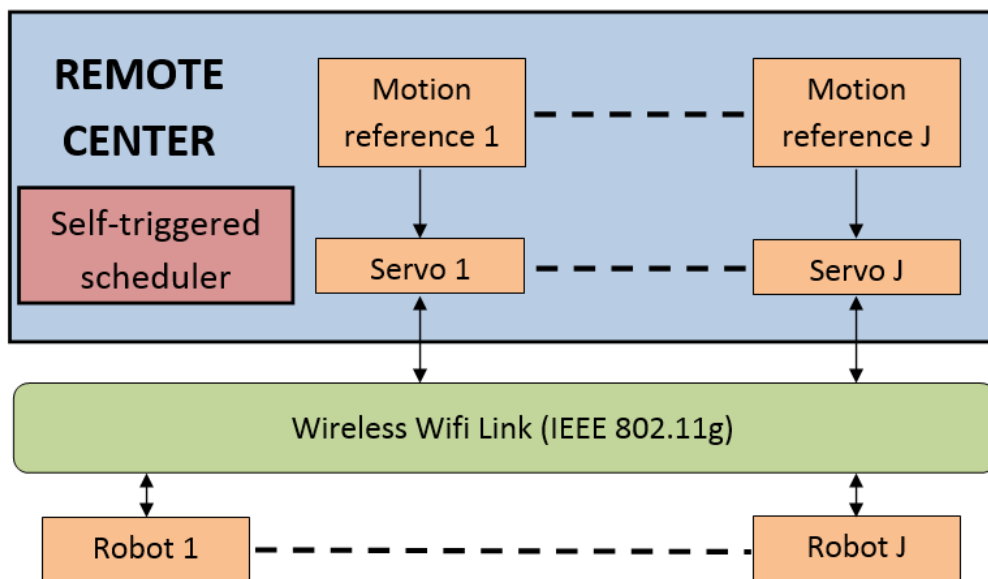 REMOTE
CENTER
Motion
reference 1
Motion
reference J
Self-triggered
scheduler
Servo 1
Servo J
Wireless Wifi Link (IEEE 802.11g)
Robot 1
Robot J